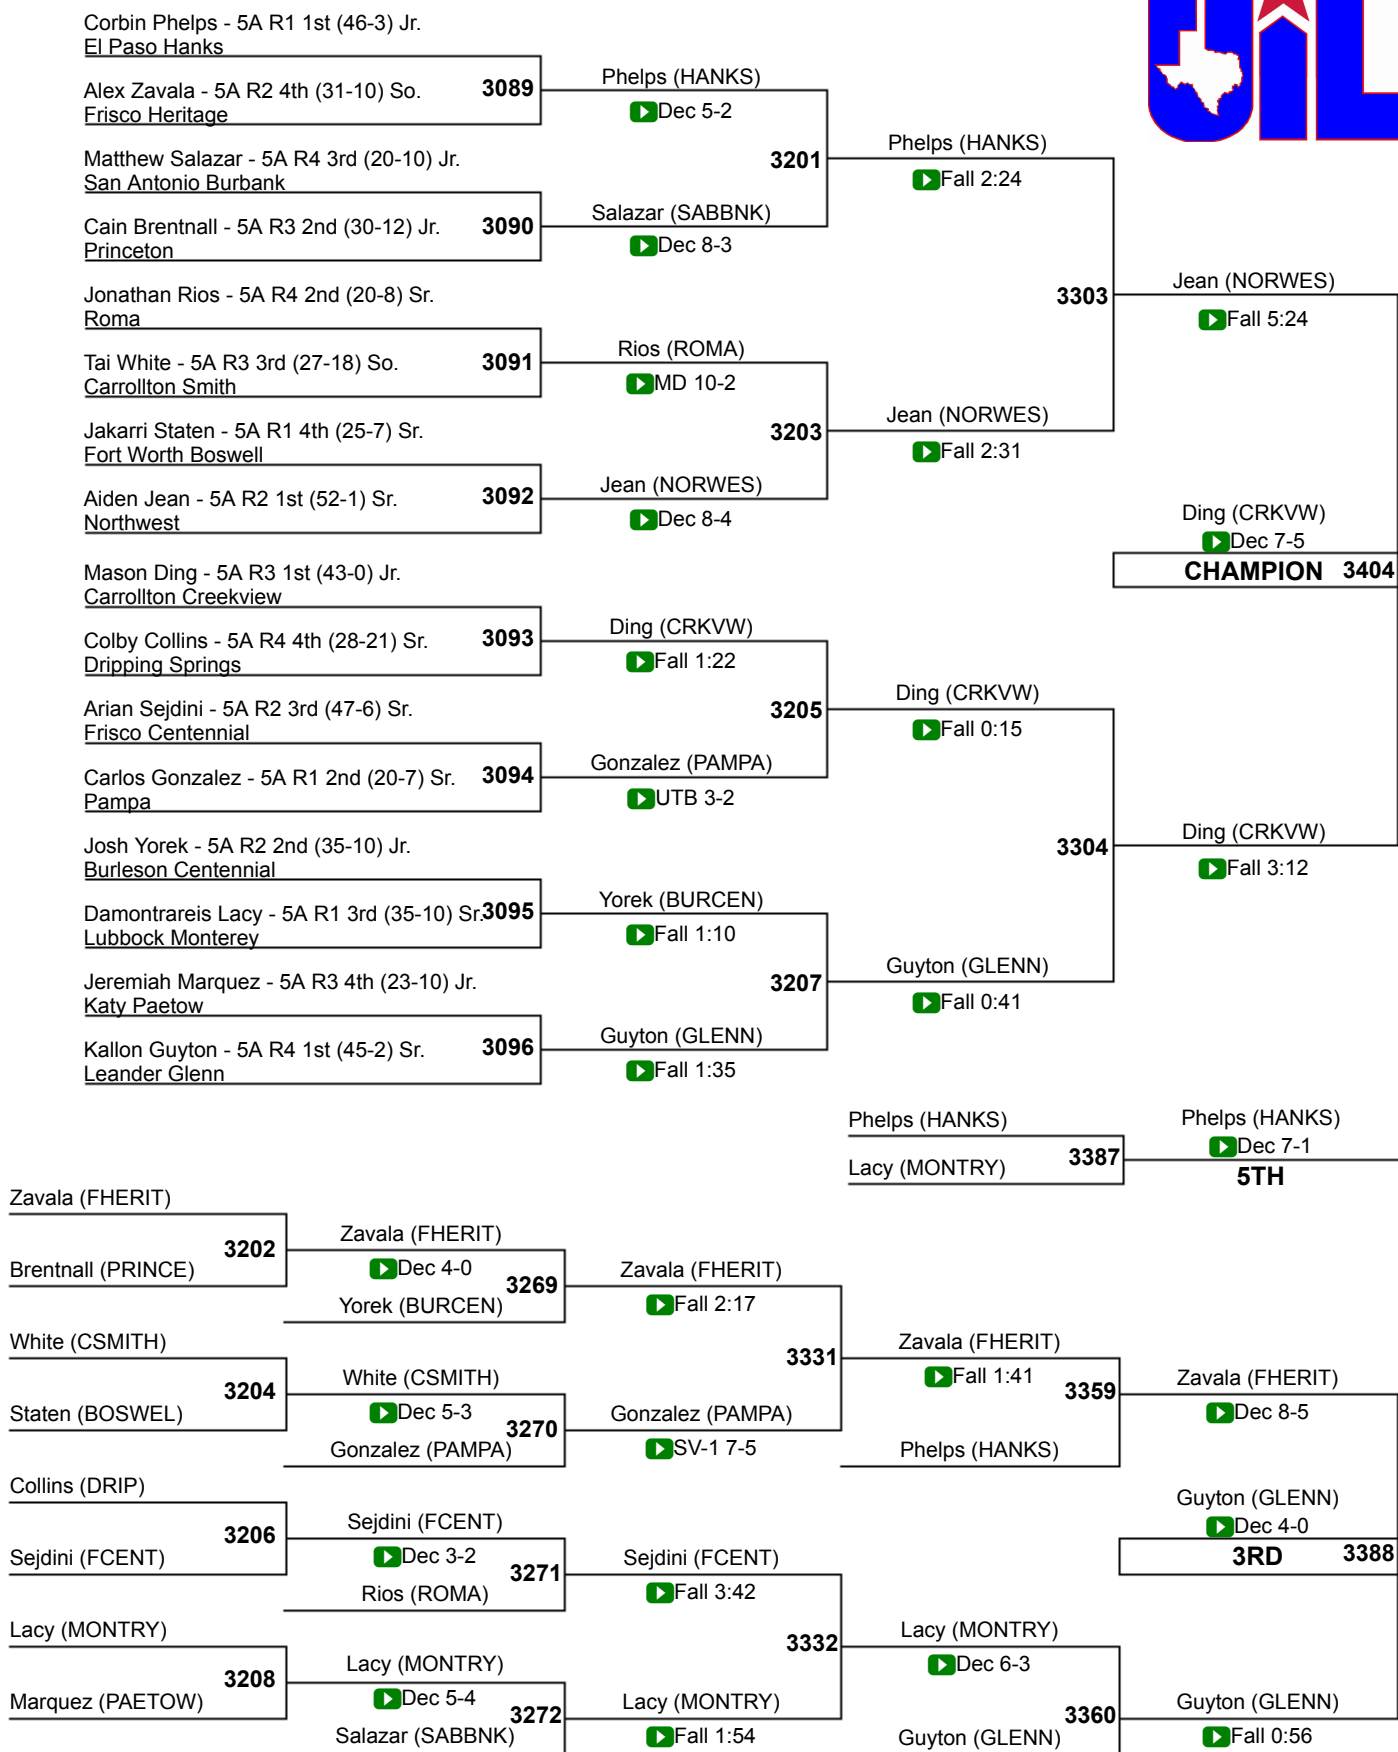 UIL
Corbin Phelps - 5A R1 1st (46-3) Jr.
El Paso Hanks
3089
Alex Zavala - 5A R2 4th (31-10) So.
Frisco Heritage
Phelps (HANKS)
Dec 5-2
Matthew Salazar - 5A R4 3rd (20-10) Jr.
San Antonio Burbank
3090
Cain Brentnall - 5A R3 2nd (30-12) Jr.
Princeton
Salazar (SABBNK)
Dec 8-3
3201
Phelps (HANKS)
Fall 2:24
Jonathan Rios - 5A R4 2nd (20-8) Sr.
Roma
3091
Tai White - 5A R3 3rd (27-18) So.
Carrollton Smith
Rios (ROMA)
MD 10-2
Jakarri Staten - 5A R1 4th (25-7) Sr.
Fort Worth Boswell
3092
Aiden Jean - 5A R2 1st (52-1) Sr.
Northwest
Jean (NORWES)
Dec 8-4
3203
Jean (NORWES)
Fall 2:31
3303
Jean (NORWES)
Fall 5:24
Ding (CRKVW)
Dec 7-5
CHAMPION 3404
Mason Ding - 5A R3 1st (43-0) Jr.
Carrollton Creekview
3093
Colby Collins - 5A R4 4th (28-21) Sr.
Dripping Springs
Ding (CRKVW)
Fall 1:22
Arian Sejdini - 5A R2 3rd (47-6) Sr.
Frisco Centennial
3094
Carlos Gonzalez - 5A R1 2nd (20-7) Sr.
Pampa
Gonzalez (PAMPA)
UTB 3-2
3205
Ding (CRKVW)
Fall 0:15
Josh Yorek - 5A R2 2nd (35-10) Jr.
Burleson Centennial
3095
Damontrareis Lacy - 5A R1 3rd (35-10) Sr.
Lubbock Monterey
Yorek (BURCEN)
Fall 1:10
Jeremiah Marquez - 5A R3 4th (23-10) Jr.
Katy Paetow
3096
Kallon Guyton - 5A R4 1st (45-2) Sr.
Leander Glenn
Guyton (GLENN)
Fall 1:35
3207
Guyton (GLENN)
Fall 0:41
3304
Ding (CRKVW)
Fall 3:12
Phelps (HANKS)
3387
Lacy (MONTRY)
Phelps (HANKS)
Dec 7-1
5TH
Zavala (FHERIT)
3202
Brentnall (PRINCE)
Zavala (FHERIT)
Dec 4-0
3269
Yorek (BURCEN)
Zavala (FHERIT)
Fall 2:17
White (CSMITH)
3204
Staten (BOSWEL)
White (CSMITH)
Dec 5-3
3270
Gonzalez (PAMPA)
Gonzalez (PAMPA)
SV-1 7-5
3331
Zavala (FHERIT)
Fall 1:41
3359
Phelps (HANKS)
Zavala (FHERIT)
Dec 8-5
Collins (DRIP)
3206
Sejdini (FCENT)
Sejdini (FCENT)
Dec 3-2
3271
Rios (ROMA)
Sejdini (FCENT)
Fall 3:42
Guyton (GLENN)
Dec 4-0
3RD 3388
Lacy (MONTRY)
3208
Marquez (PAETOW)
Lacy (MONTRY)
Dec 5-4
3272
Salazar (SABBNK)
Lacy (MONTRY)
Fall 1:54
3332
Lacy (MONTRY)
Dec 6-3
3360
Guyton (GLENN)
Guyton (GLENN)
Fall 0:56